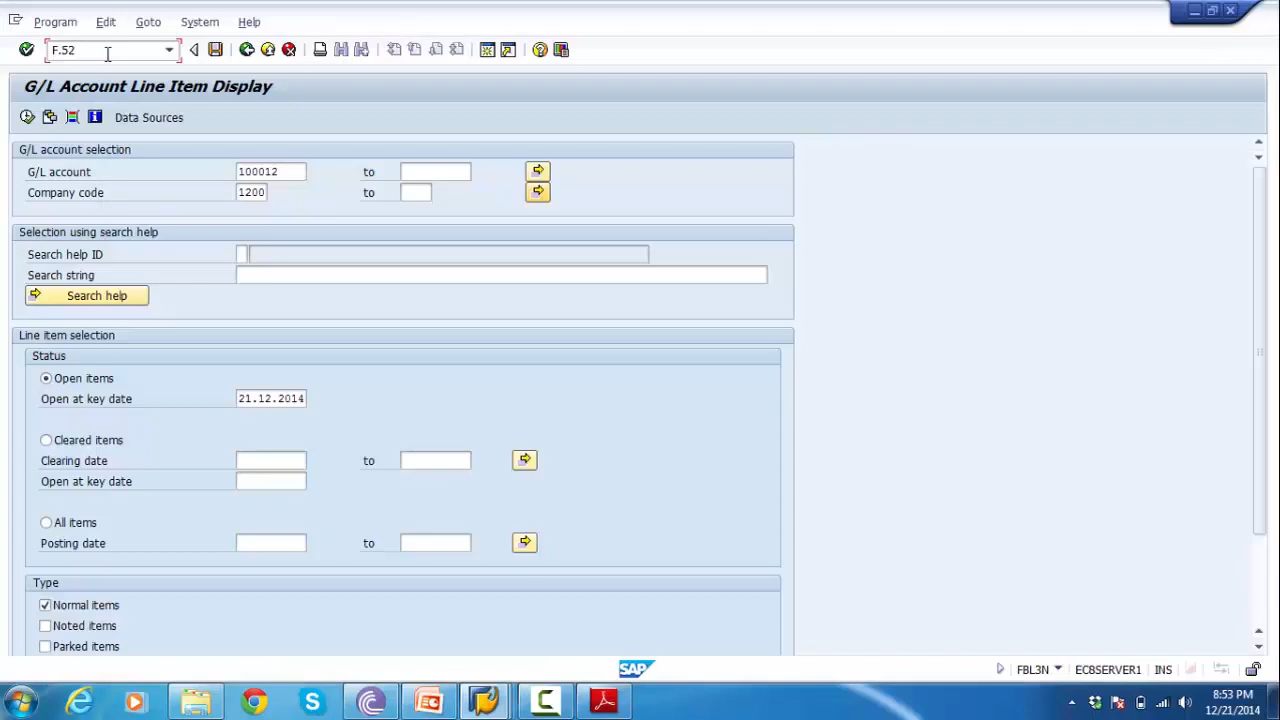 Program Edit Goto System Help
F.52
G/L Account Line Item Display
Data Sources
G/L account selection
G/L account 100012 to
Company code 1200 to
Selection using search help
Search help ID
Search string
Search help
Line item selection
Status
Open items
Open at key date 21.12.2014
Cleared items
Clearing date to
Open at key date
All items
Posting date to
Type
Normal items
Noted items
Parked items
SAP FBL3N EC8SERVER1 INS
8:53 PM
12/21/2014